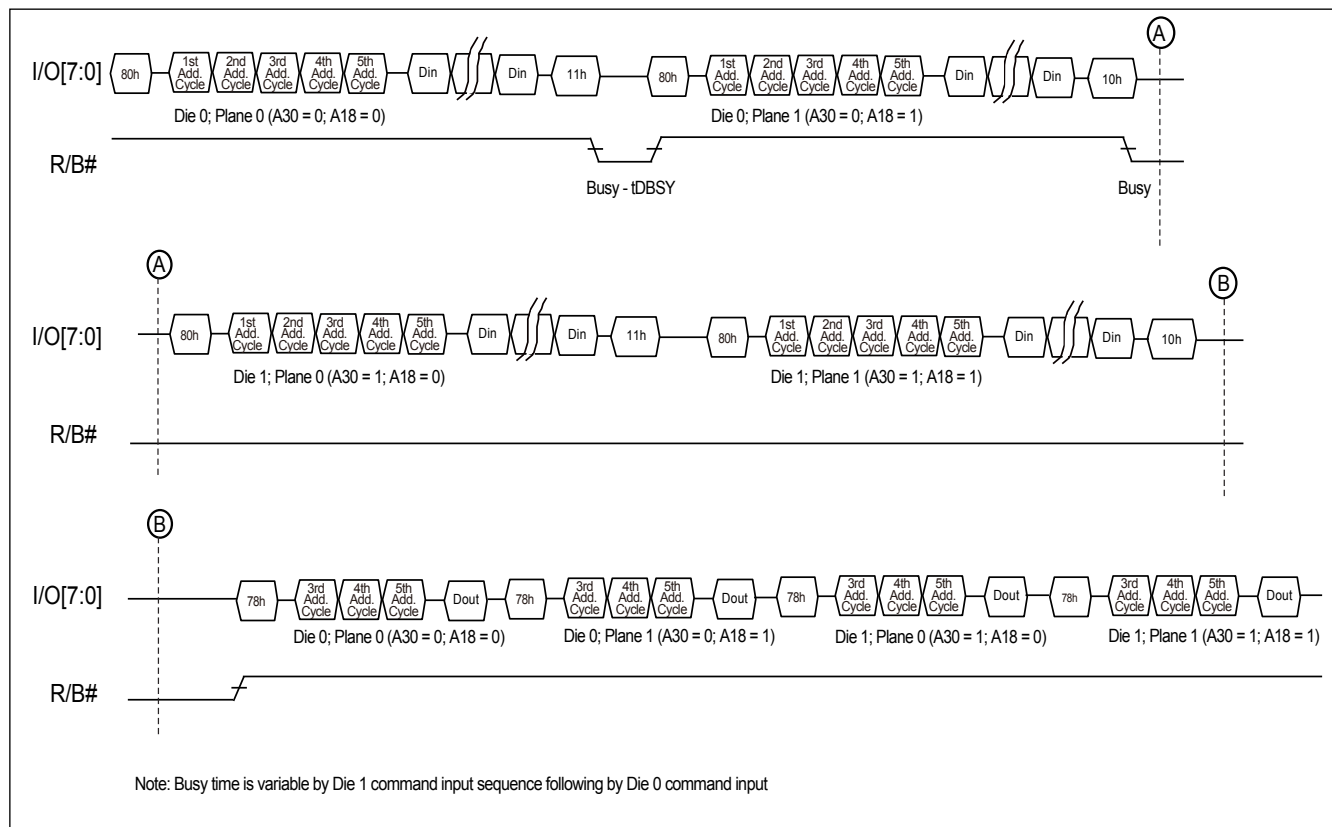 A
I/O[7:0] 80h 1st Add. Cycle 2nd Add. Cycle 3rd Add. Cycle 4th Add. Cycle 5th Add. Cycle Din Din 11h 80h 1st Add. Cycle 2nd Add. Cycle 3rd Add. Cycle 4th Add. Cycle 5th Add. Cycle Din Din 10h
Die 0; Plane 0 (A30 = 0; A18 = 0) Die 0; Plane 1 (A30 = 0; A18 = 1)
R/B#
Busy - tDBSY Busy
A B
I/O[7:0] 80h 1st Add. Cycle 2nd Add. Cycle 3rd Add. Cycle 4th Add. Cycle 5th Add. Cycle Din Din 11h 80h 1st Add. Cycle 2nd Add. Cycle 3rd Add. Cycle 4th Add. Cycle 5th Add. Cycle Din Din 10h
Die 1; Plane 0 (A30 = 1; A18 = 0) Die 1; Plane 1 (A30 = 1; A18 = 1)
R/B#
B
I/O[7:0] 78h 3rd Add. Cycle 4th Add. Cycle 5th Add. Cycle Dout 78h 3rd Add. Cycle 4th Add. Cycle 5th Add. Cycle Dout 78h 3rd Add. Cycle 4th Add. Cycle 5th Add. Cycle Dout 78h 3rd Add. Cycle 4th Add. Cycle 5th Add. Cycle Dout
Die 0; Plane 0 (A30 = 0; A18 = 0) Die 0; Plane 1 (A30 = 0; A18 = 1) Die 1; Plane 0 (A30 = 1; A18 = 0) Die 1; Plane 1 (A30 = 1; A18 = 1)
R/B#
Note: Busy time is variable by Die 1 command input sequence following by Die 0 command input